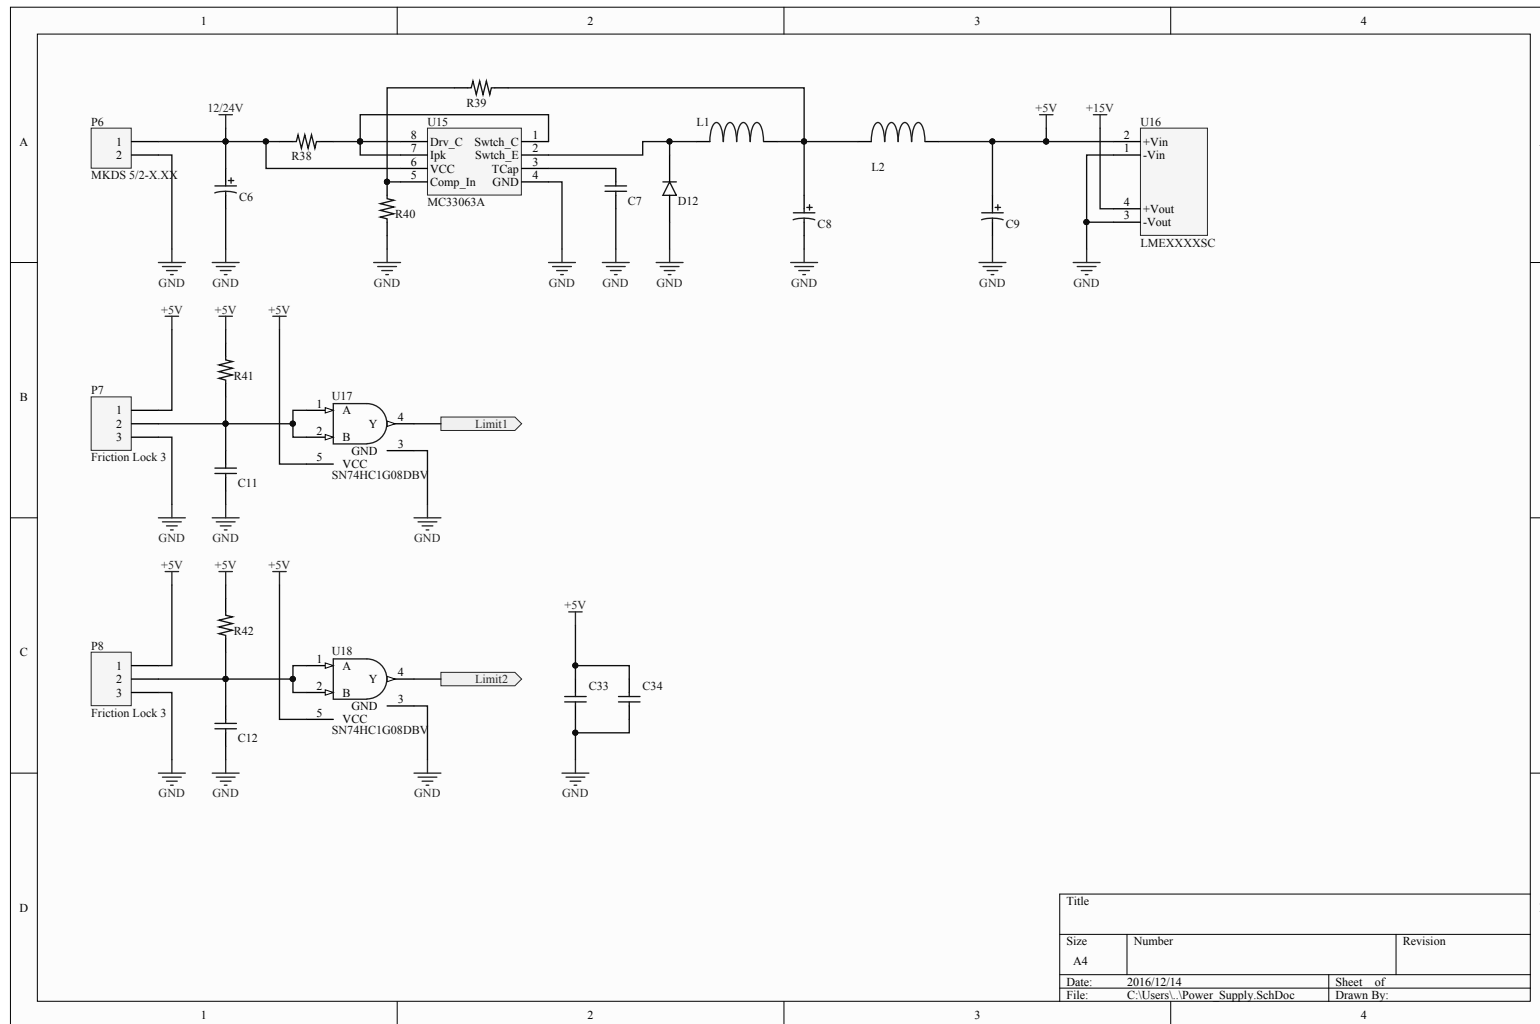 1 2 3 4
A
B
C
D
12/24V
P6
1
2
MKDS 5/2-X.XX
C6
R38
R39
R40
U15
8 Drv_C Swtch_C 1
7 Ipk Swtch_E 2
6 VCC TCap 3
5 Comp_In GND 4
MC33063A
C7
D12
L1
C8
L2
C9
+5V +15V
U16
2 +Vin
1 -Vin
4 +Vout
3 -Vout
LMEXXXXSC
GND GND GND GND GND GND GND GND GND
+5V +5V +5V
R41
P7
1
2
3
Friction Lock 3
C11
U17
1 A
Y 4
2 B
GND 3
5 VCC
SN74HC1G08DBV
Limit1
GND GND GND
+5V +5V +5V
R42
P8
1
2
3
Friction Lock 3
C12
U18
1 A
Y 4
2 B
GND 3
5 VCC
SN74HC1G08DBV
Limit2
GND GND GND
+5V
C33 C34
GND
Title
Size Number Revision
A4
Date: 2016/12/14 Sheet of
File: C:\Users\..\Power_Supply.SchDoc Drawn By:
1 2 3 4